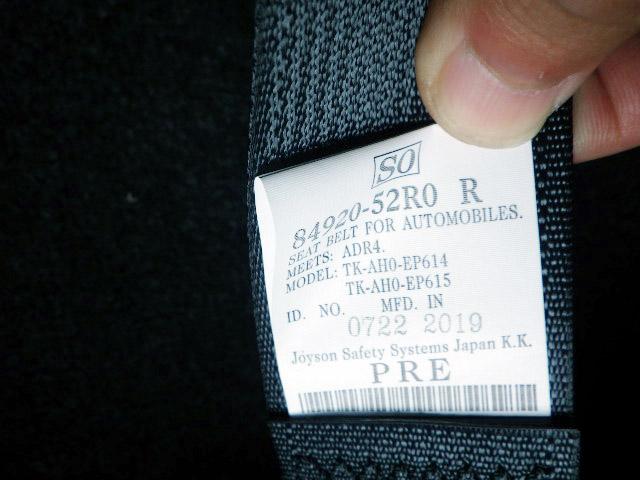 SO
84920-52R0 R
SEAT BELT FOR AUTOMOBILES.
MEETS: ADR4.
MODEL: TK-AH0-EP614
TK-AH0-EP615
ID. NO. MFD. IN
0722 2019
Joyson Safety Systems Japan K.K.
PRE